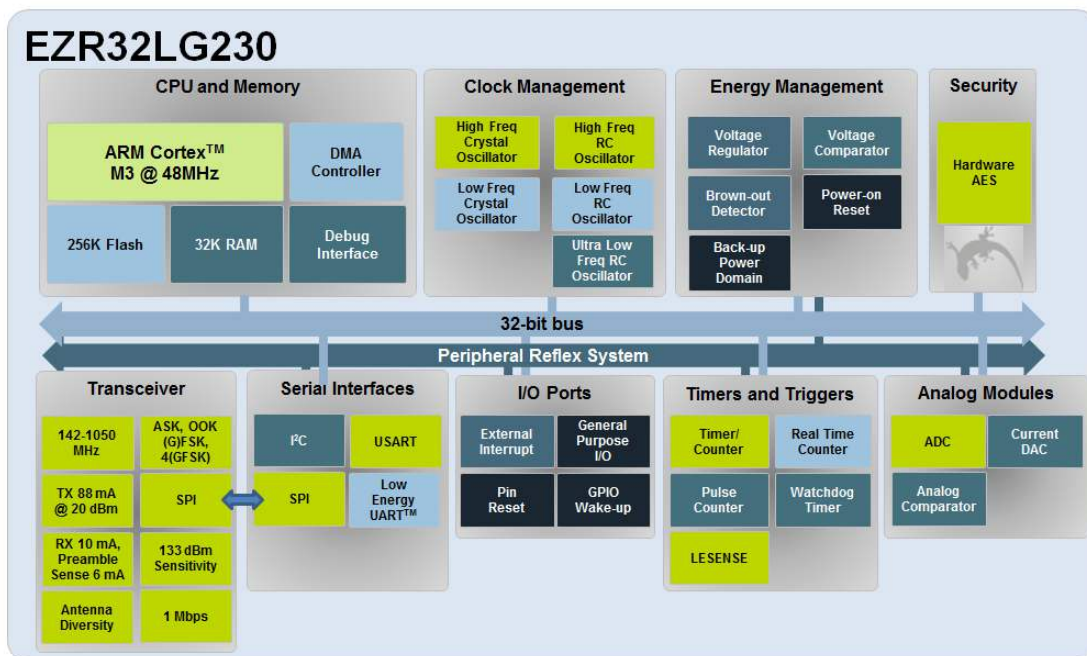 EZR32LG230
CPU and Memory
ARM Cortex™
M3 @ 48MHz
DMA
Controller
256K Flash
32K RAM
Debug
Interface
Clock Management
High Freq
Crystal
Oscillator
High Freq
RC
Oscillator
Low Freq
Crystal
Oscillator
Low Freq
RC
Oscillator
Ultra Low
Freq RC
Oscillator
Energy Management
Voltage
Regulator
Voltage
Comparator
Brown-out
Detector
Power-on
Reset
Back-up
Power
Domain
Security
Hardware
AES
32-bit bus
Peripheral Reflex System
Transceiver
142-1050
MHz
ASK, OOK
(G)FSK,
4(GFSK)
TX 88 mA
@ 20 dBm
SPI
RX 10 mA,
Preamble
Sense 6 mA
133 dBm
Sensitivity
Antenna
Diversity
1 Mbps
Serial Interfaces
I²C
USART
SPI
Low
Energy
UART™
I/O Ports
External
Interrupt
General
Purpose
I/O
Pin
Reset
GPIO
Wake-up
Timers and Triggers
Timer/
Counter
Real Time
Counter
Pulse
Counter
Watchdog
Timer
LESENSE
Analog Modules
ADC
Current
DAC
Analog
Comparator